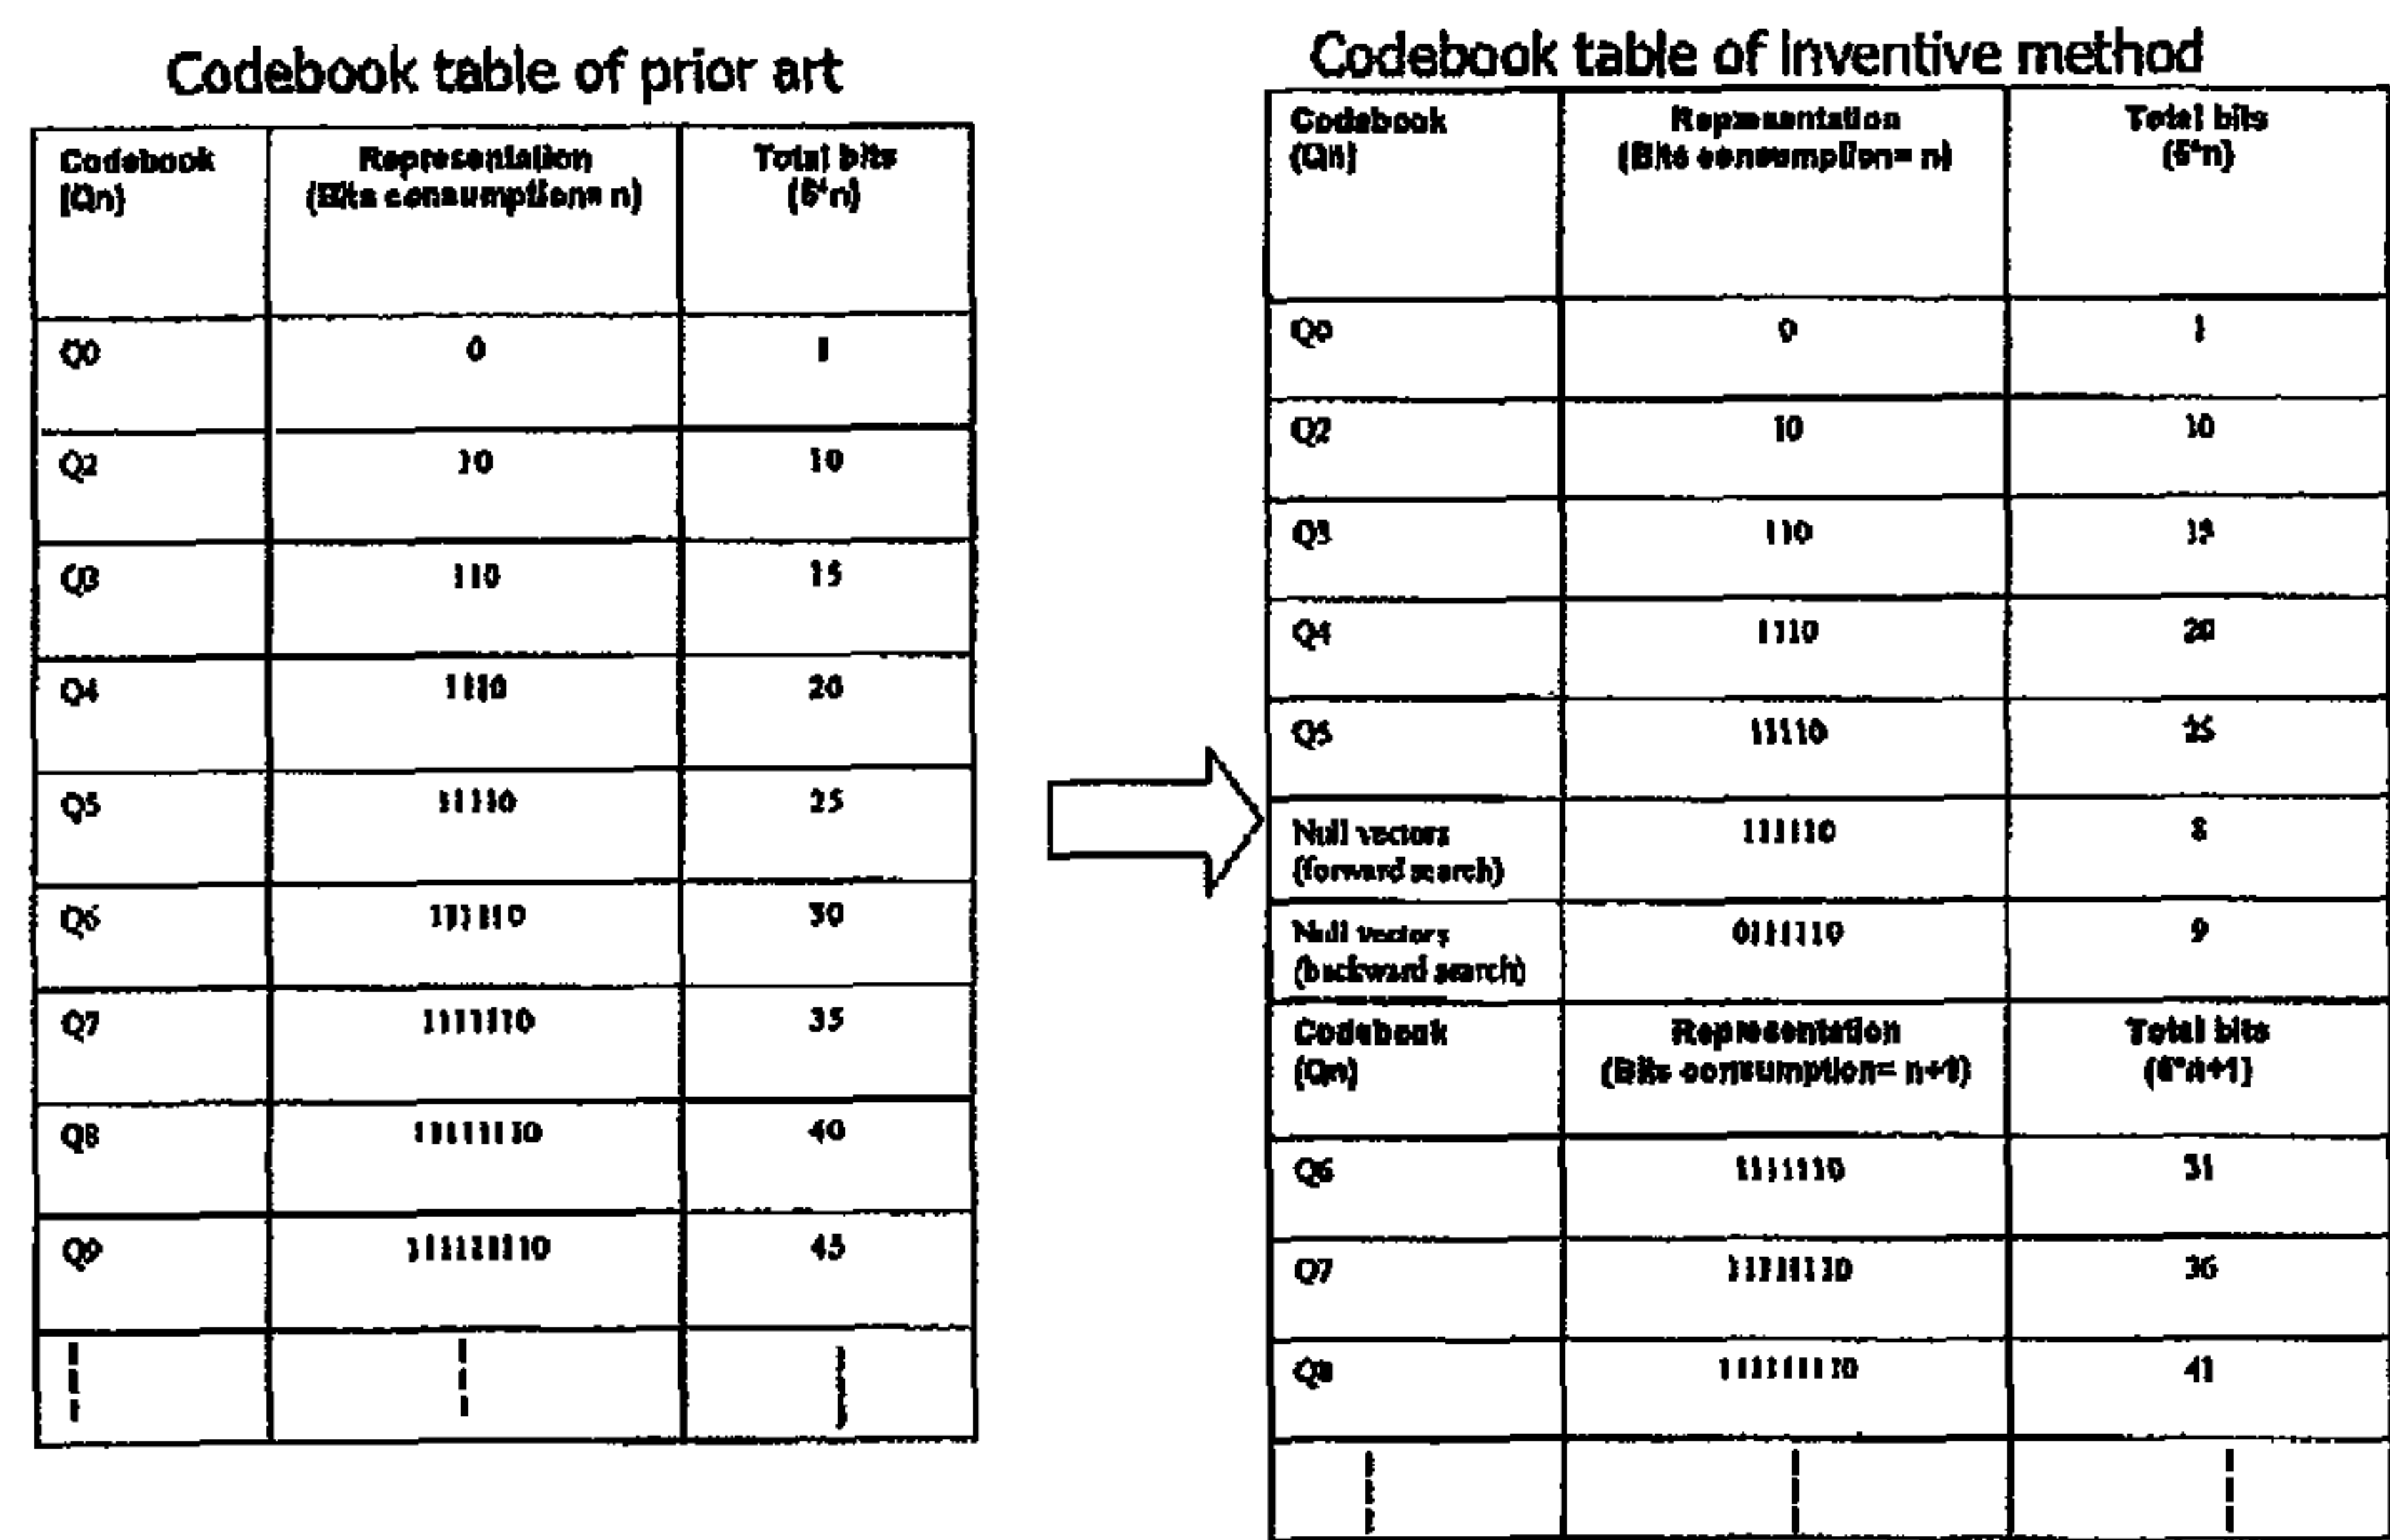 Codebook table of prior art
Codebook (Qn) Representation (Bits consumption= n) Total bits (5*n)
Q0 0 1
Q2 10 10
Q3 110 15
Q4 1110 20
Q5 11110 25
Q6 111110 30
Q7 1111110 35
Q8 11111110 40
Q9 111111110 45
Codebook table of inventive method
Codebook (Qn) Representation (Bits consumption= n) Total bits (5*n)
Q0 0 1
Q2 10 10
Q3 110 15
Q4 1110 20
Q5 11110 25
Null vectors (forward search) 111110 8
Null vectors (backward search) 0111110 9
Codebook (Qn) Representation (Bits consumption= n+1) Total bits (5*n+1)
Q6 1111110 31
Q7 11111110 36
Q8 111111110 41